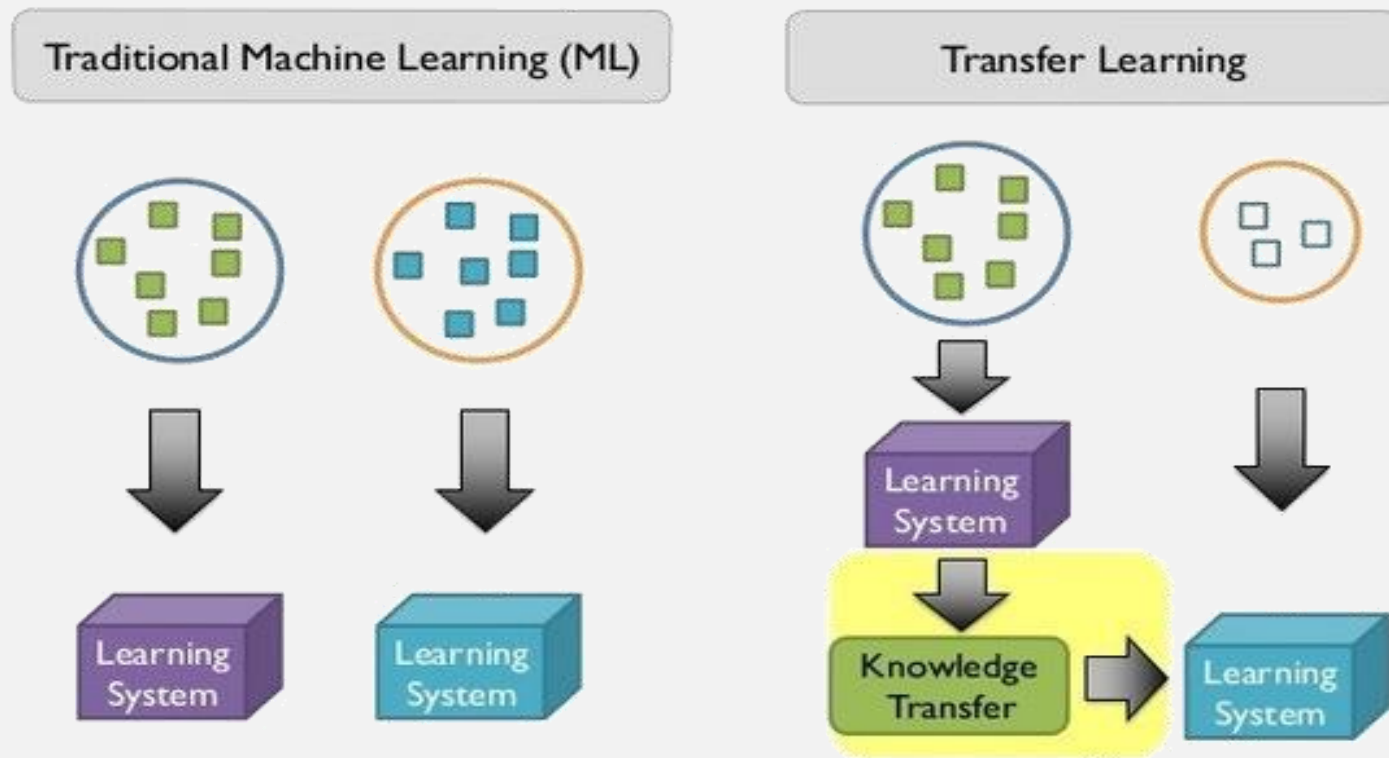 Traditional Machine Learning (ML)
Transfer Learning
Learning
System
Learning
System
Learning
System
Knowledge
Transfer
Learning
System